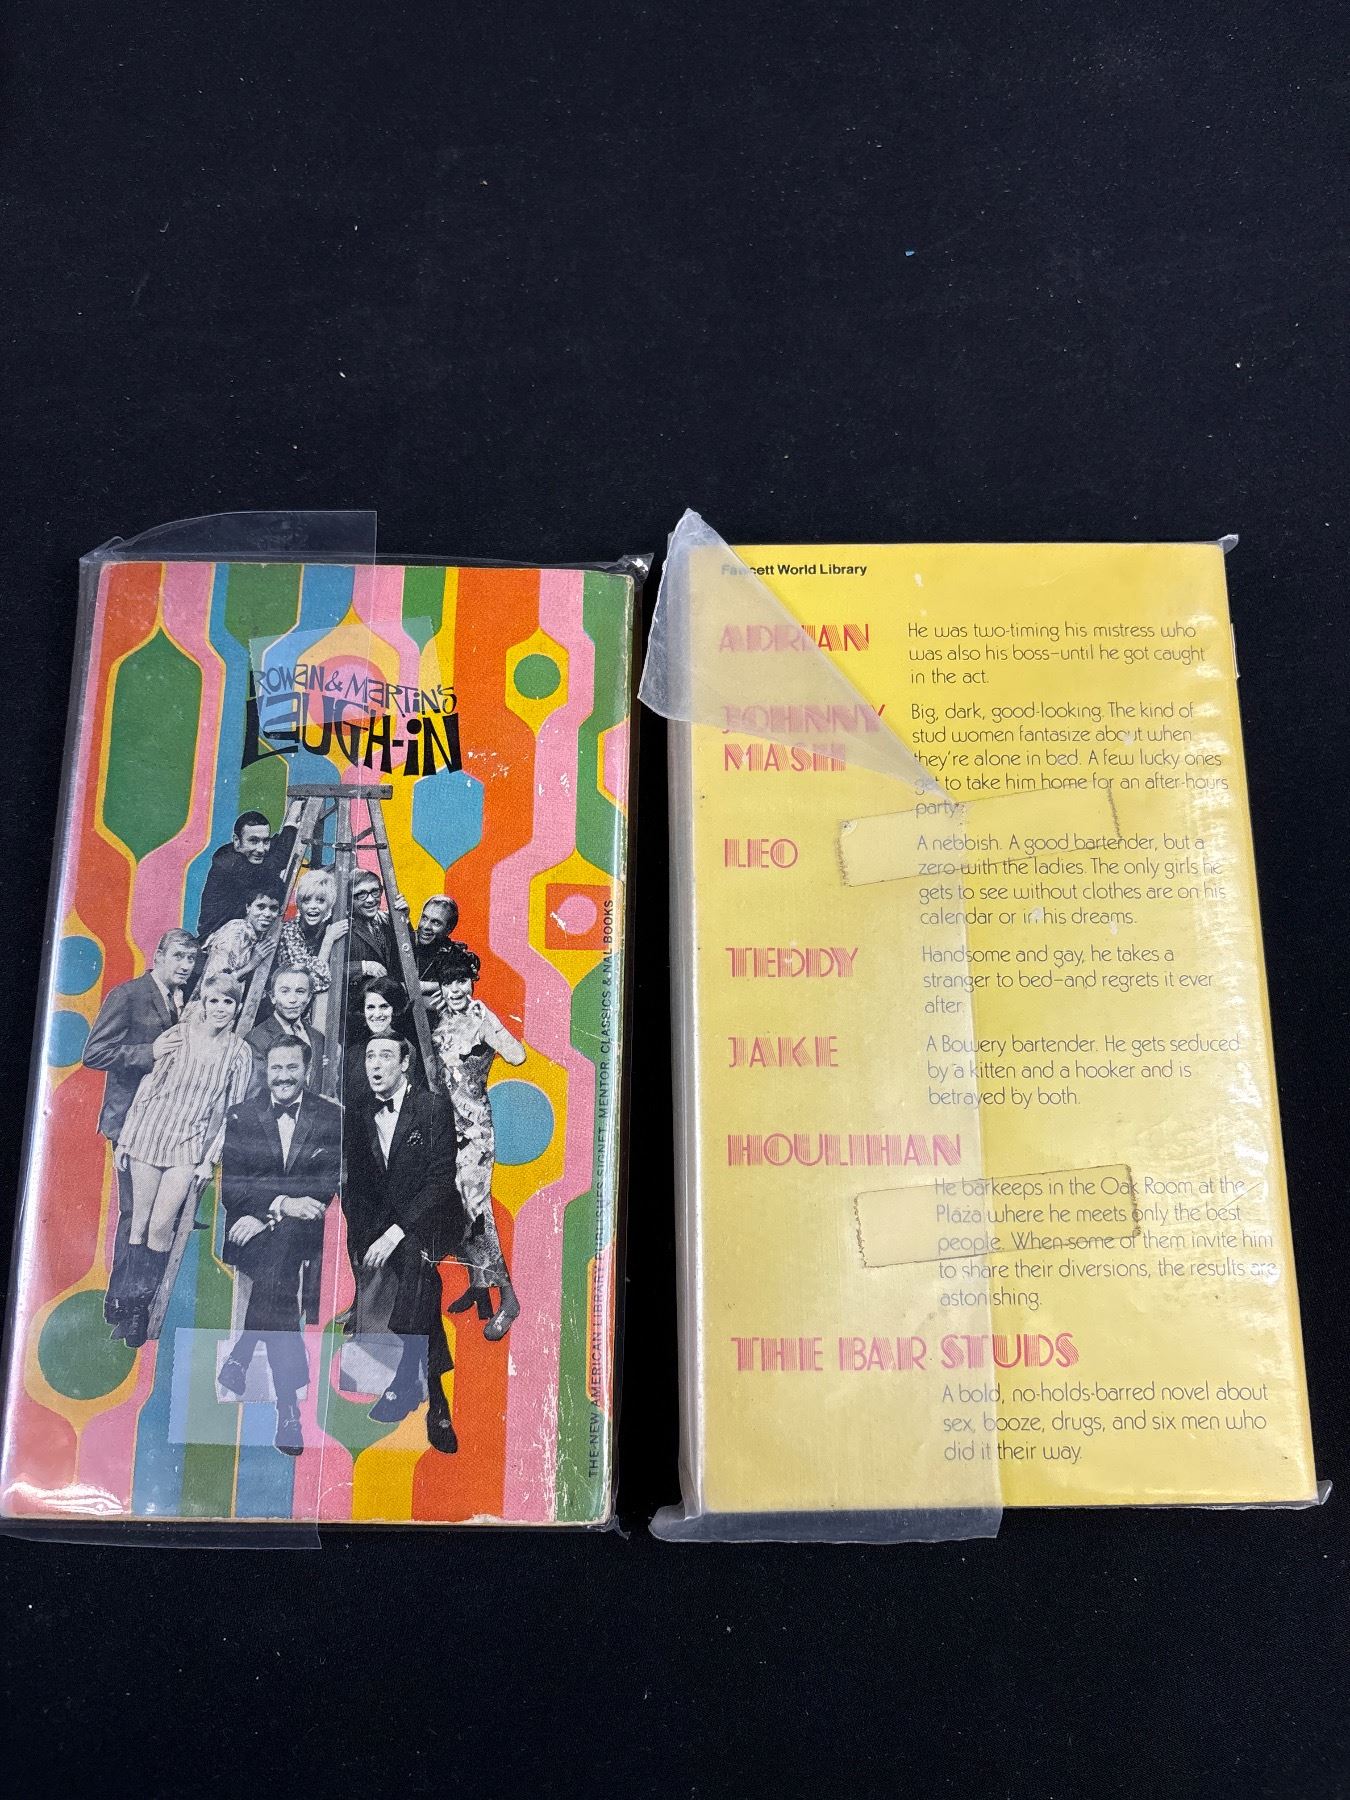 ROWAN & MARTIN'S
LAUGH-IN
THE NEW AMERICAN LIBRARY PUBLISHES SIGNET, MENTOR, CLASSICS & NAL BOOKS
Fawcett World Library
ADRIAN
He was two-timing his mistress who
was also his boss—until he got caught
in the act.
JOHNNY
MASH
Big, dark, good-looking. The kind of
stud women fantasize about when
they're alone in bed. A few lucky ones
get to take him home for an after-hours
party.
LEO
A nebbish. A good bartender, but a
zero with the ladies. The only girls he
gets to see without clothes are on his
calendar or in his dreams.
TEDDY
Handsome and gay, he takes a
stranger to bed—and regrets it ever
after.
JAKE
A Bowery bartender. He gets seduced
by a kitten and a hooker and is
betrayed by both.
HOULIHAN
He barkeeps in the Oak Room at the
Plaza where he meets only the best
people. When some of them invite him
to share their diversions, the results are
astonishing.
THE BAR STUDS
A bold, no-holds-barred novel about
sex, booze, drugs, and six men who
did it their way.